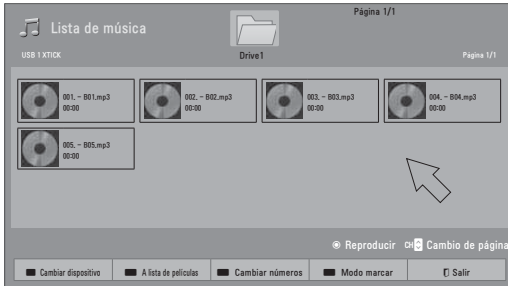 Página 1/1
Lista de música
USB 1 XTICK
Drive1
Página 1/1
001. - B01.mp3
00:00
002. - B02.mp3
00:00
003. - B03.mp3
00:00
004. - B04.mp3
00:00
005. - B05.mp3
00:00
Reproducir CH Cambio de página
Cambiar dispositivo A lista de películas Cambiar números Modo marcar Salir